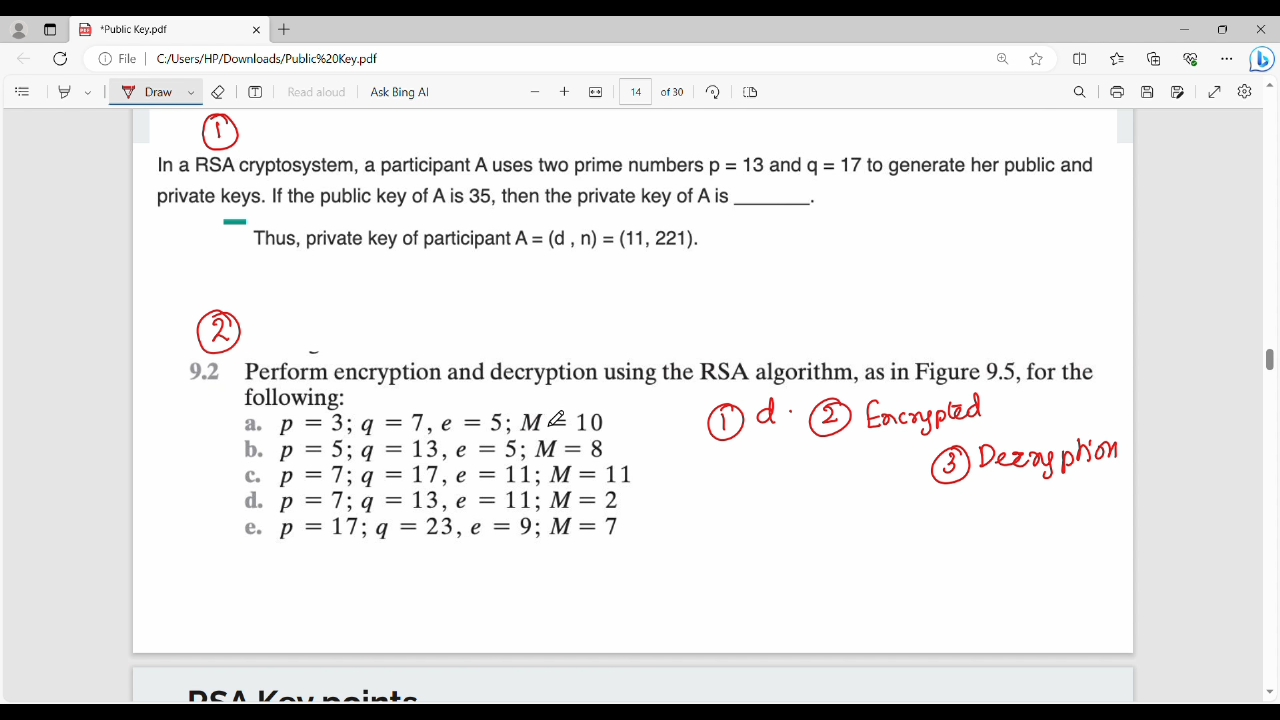 *Public Key.pdf
File C:/Users/HP/Downloads/Public%20Key.pdf
Draw Read aloud Ask Bing AI 14 of 30
1
In a RSA cryptosystem, a participant A uses two prime numbers p = 13 and q = 17 to generate her public and
private keys. If the public key of A is 35, then the private key of A is ________.
Thus, private key of participant A = (d , n) = (11, 221).
2
9.2 Perform encryption and decryption using the RSA algorithm, as in Figure 9.5, for the
following:
a. p = 3; q = 7, e = 5; M = 10
b. p = 5; q = 13, e = 5; M = 8
c. p = 7; q = 17, e = 11; M = 11
d. p = 7; q = 13, e = 11; M = 2
e. p = 17; q = 23, e = 9; M = 7
1 d . 2 Encrypted
3 Decryption
RSA Key points